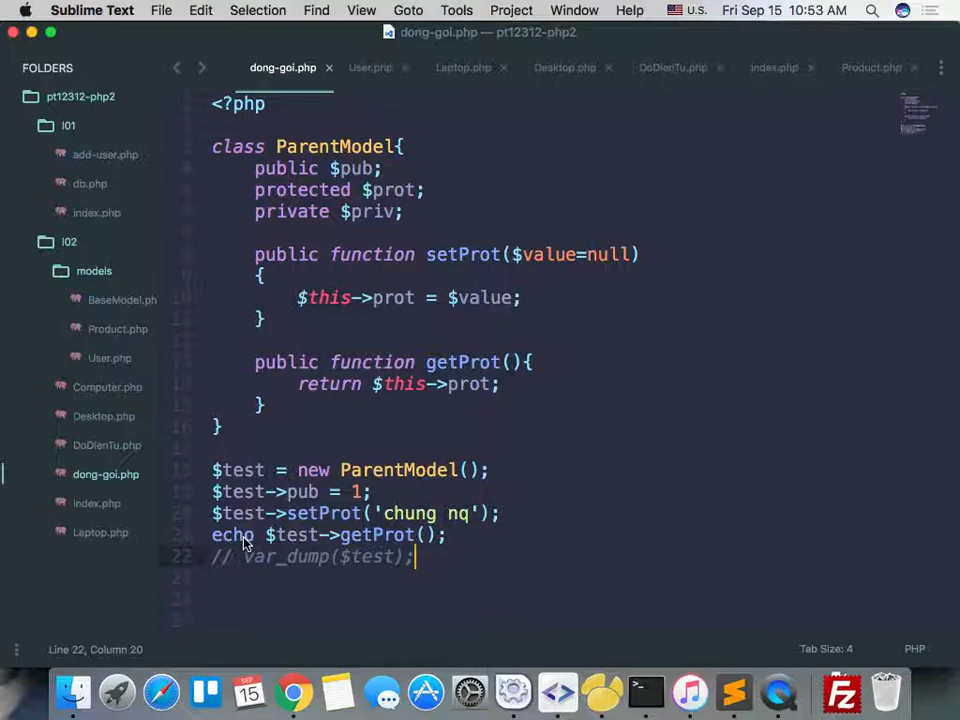 Sublime Text File Edit Selection Find View Goto Tools Project Window Help U.S. Fri Sep 15 10:53 AM
dong-goi.php — pt12312-php2
FOLDERS
pt12312-php2
l01
add-user.php
db.php
index.php
l02
models
BaseModel.ph
Product.php
User.php
Computer.php
Desktop.php
DoDienTu.php
dong-goi.php
index.php
Laptop.php
dong-goi.php × User.php Laptop.php × Desktop.php × DoDienTu.php index.php × Product.php ×
<?php
class ParentModel{
public $pub;
protected $prot;
private $priv;
public function setProt($value=null)
{
$this->prot = $value;
}
public function getProt(){
return $this->prot;
}
}
$test = new ParentModel();
$test->pub = 1;
$test->setProt('chung nq');
echo $test->getProt();
22 // var_dump($test);
Line 22, Column 20 Tab Size: 4 PHP
SEP
15
Fz